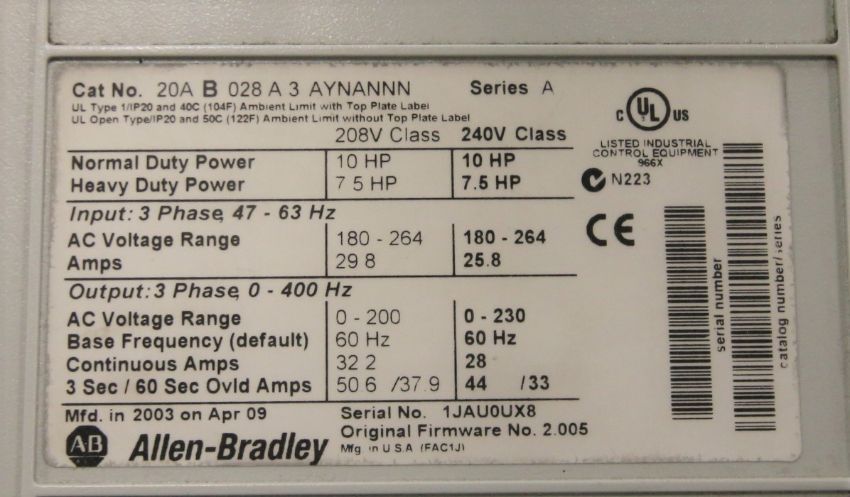 Cat No. 20A B 028 A 3 AYNANNN Series A
UL Type 1/IP20 and 40C (104F) Ambient Limit with Top Plate Label
UL Open Type/IP20 and 50C (122F) Ambient Limit without Top Plate Label
208V Class 240V Class
Normal Duty Power 10 HP 10 HP
Heavy Duty Power 7 5 HP 7.5 HP
Input: 3 Phase, 47 - 63 Hz
AC Voltage Range 180 - 264 180 - 264
Amps 29 8 25.8
Output: 3 Phase, 0 - 400 Hz
AC Voltage Range 0 - 200 0 - 230
Base Frequency (default) 60 Hz 60 Hz
Continuous Amps 32 2 28
3 Sec / 60 Sec Ovld Amps 50 6 /37.9 44 /33
Mfd. in 2003 on Apr 09 Serial No. 1JAU0UX8
Original Firmware No. 2.005
AB Allen-Bradley Mfg in U S A (FAC1J)
C UL US
LISTED INDUSTRIAL
CONTROL EQUIPMENT
966X
N223
CE
serial number
catalog number/series